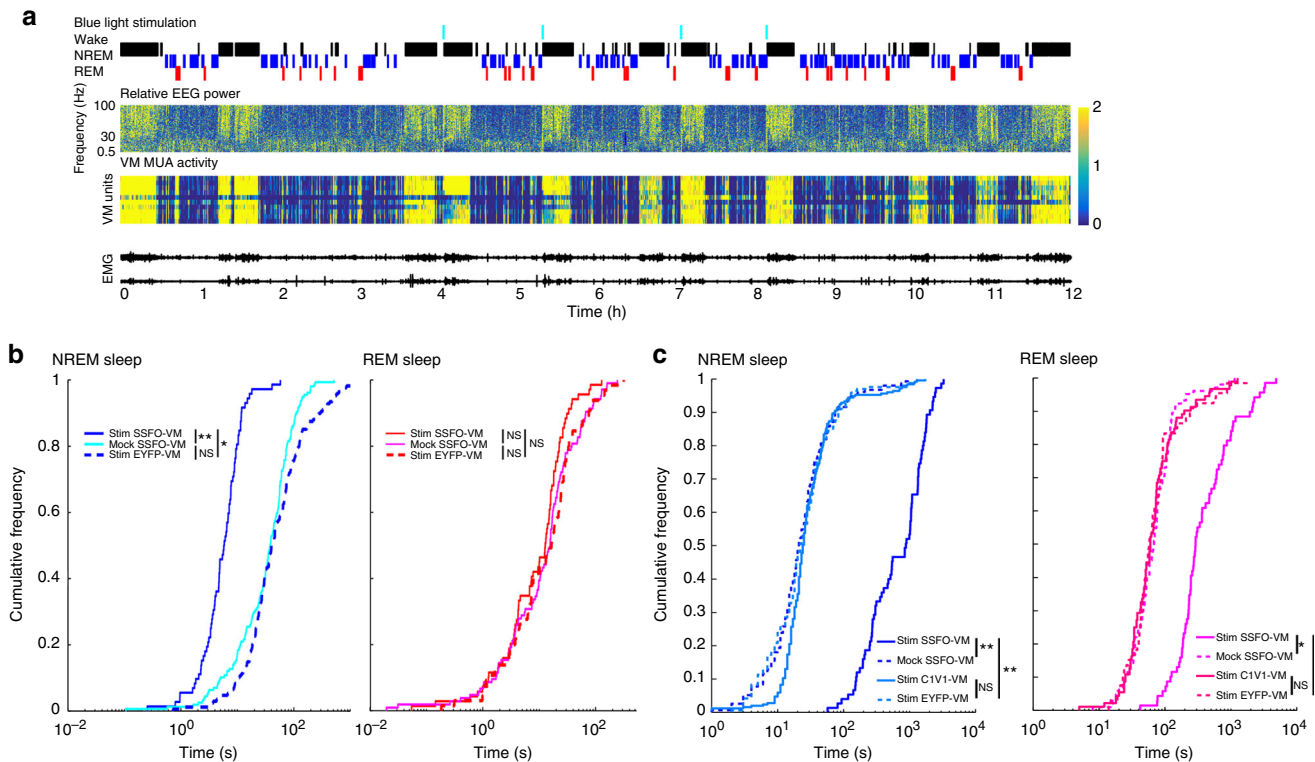 a
Blue light stimulation
Wake
NREM
REM
Relative EEG power
Frequency (Hz)
100
30
0.5
VM MUA activity
VM units
2
1
0
EMG
0 1 2 3 4 5 6 7 8 9 10 11 12
Time (h)
b
NREM sleep
Cumulative frequency
1
0.8
0.6
0.4
0.2
0
Stim SSFO-VM
Mock SSFO-VM
Stim EYFP-VM
**
NS
*
10⁻² 10⁰ 10² 10³
Time (s)
REM sleep
Stim SSFO-VM
Mock SSFO-VM
Stim EYFP-VM
NS
NS
NS
10⁻² 10⁰ 10²
Time (s)
c
NREM sleep
Cumulative frequency
1
0.9
0.8
0.7
0.6
0.5
0.4
0.3
0.2
0.1
0
Stim SSFO-VM
Mock SSFO-VM
Stim C1V1-VM
Stim EYFP-VM
**
NS
**
10⁰ 10¹ 10² 10³ 10⁴
Time (s)
REM sleep
Stim SSFO-VM
Mock SSFO-VM
Stim C1V1-VM
Stim EYFP-VM
*
NS
10⁰ 10¹ 10² 10³ 10⁴
Time (s)